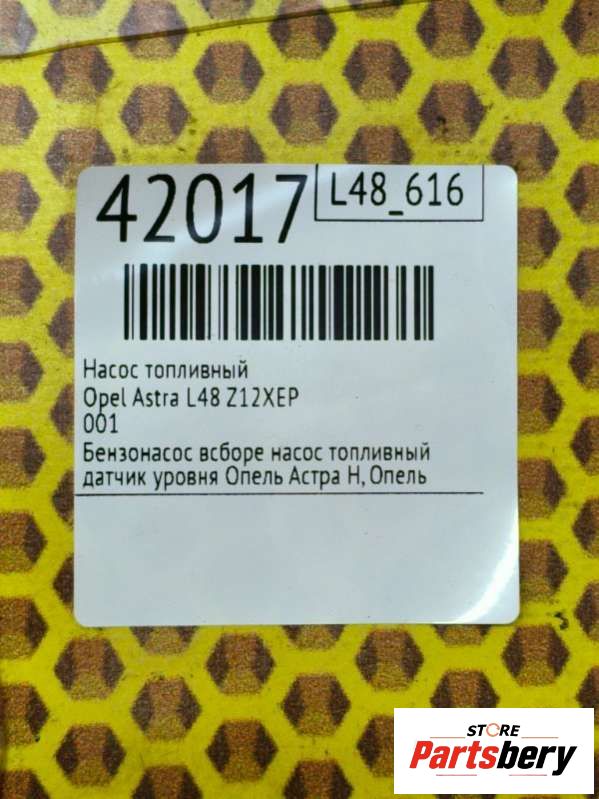 42017
L48_616
Насос топливный
Opel Astra L48 Z12XEP
001
Бензонасос всборе насос топливный
датчик уровня Опель Астра Н, Опель
STORE
Partsbery